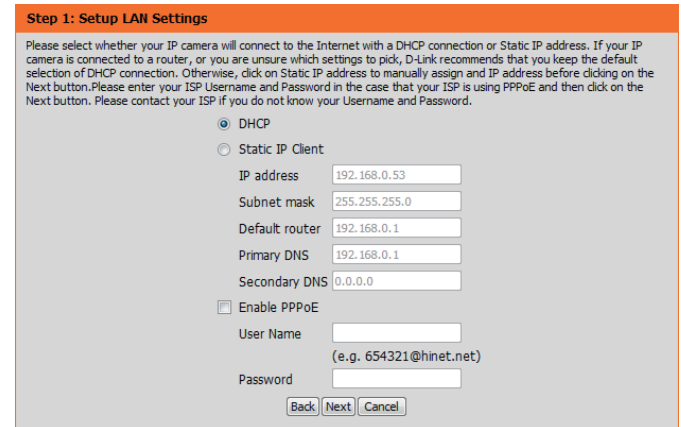 Step 1: Setup LAN Settings
Please select whether your IP camera will connect to the Internet with a DHCP connection or Static IP address. If your IP
camera is connected to a router, or you are unsure which settings to pick, D-Link recommends that you keep the default
selection of DHCP connection. Otherwise, click on Static IP address to manually assign and IP address before clicking on the
Next button.Please enter your ISP Username and Password in the case that your ISP is using PPPoE and then click on the
Next button. Please contact your ISP if you do not know your Username and Password.
DHCP
Static IP Client
IP address 192.168.0.53
Subnet mask 255.255.255.0
Default router 192.168.0.1
Primary DNS 192.168.0.1
Secondary DNS 0.0.0.0
Enable PPPoE
User Name
(e.g. 654321@hinet.net)
Password
Back Next Cancel